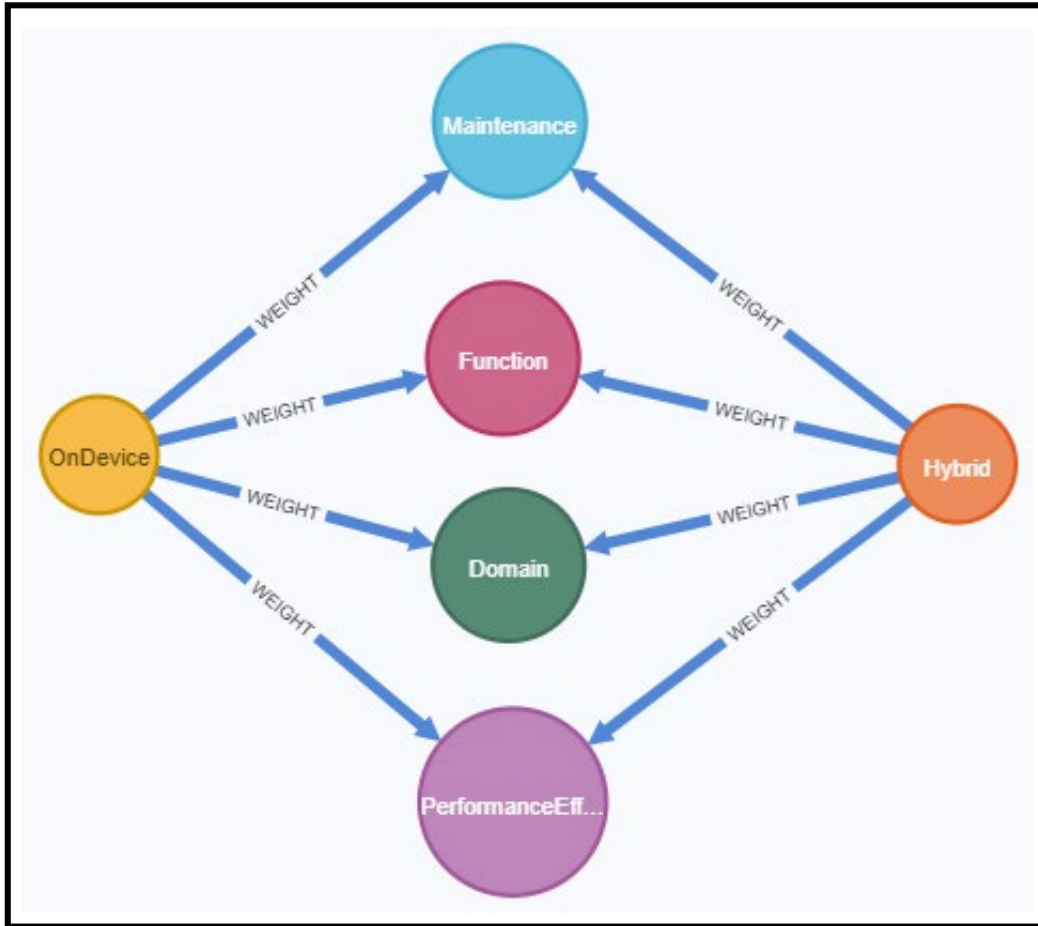 Maintenance
WEIGHT
WEIGHT
Function
WEIGHT
WEIGHT
OnDevice
Hybrid
WEIGHT
WEIGHT
Domain
WEIGHT
WEIGHT
PerformanceEff...